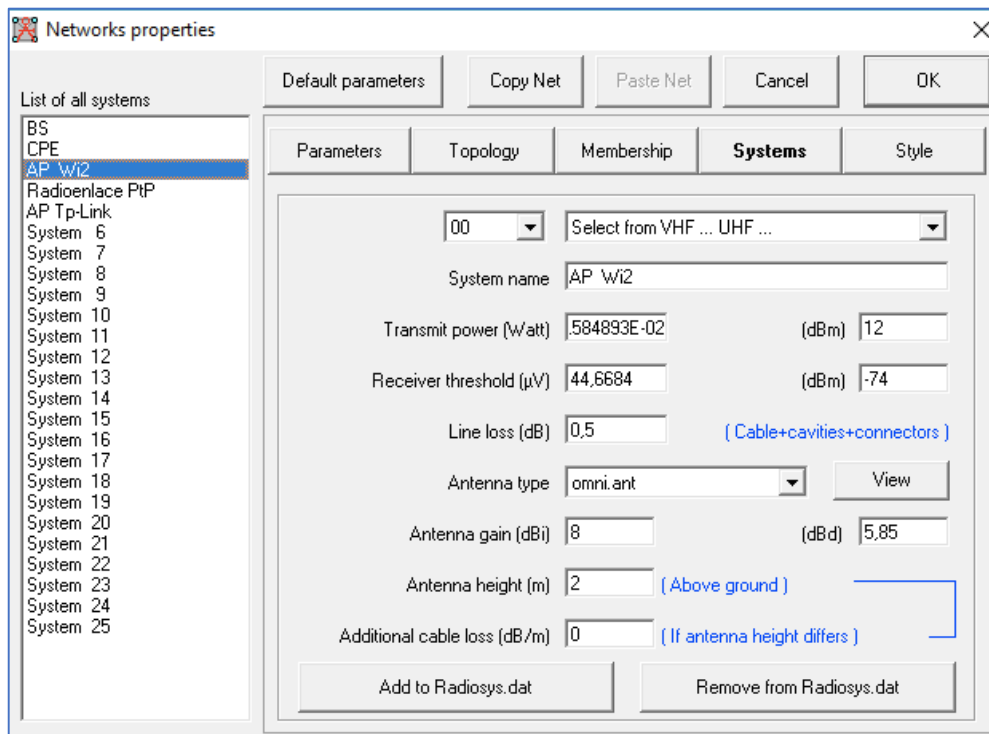 Networks properties
Default parameters Copy Net Paste Net Cancel OK
List of all systems
BS
CPE
AP Wi2
Radioenlace PtP
AP Tp-Link
System 6
System 7
System 8
System 9
System 10
System 11
System 12
System 13
System 14
System 15
System 16
System 17
System 18
System 19
System 20
System 21
System 22
System 23
System 24
System 25
Parameters Topology Membership Systems Style
00 Select from VHF ... UHF ...
System name AP Wi2
Transmit power (Watt) .584893E-02 (dBm) 12
Receiver threshold (µV) 44,6684 (dBm) -74
Line loss (dB) 0,5 ( Cable+cavities+connectors )
Antenna type omni.ant View
Antenna gain (dBi) 8 (dBd) 5,85
Antenna height (m) 2 ( Above ground )
Additional cable loss (dB/m) 0 ( If antenna height differs )
Add to Radiosys.dat Remove from Radiosys.dat